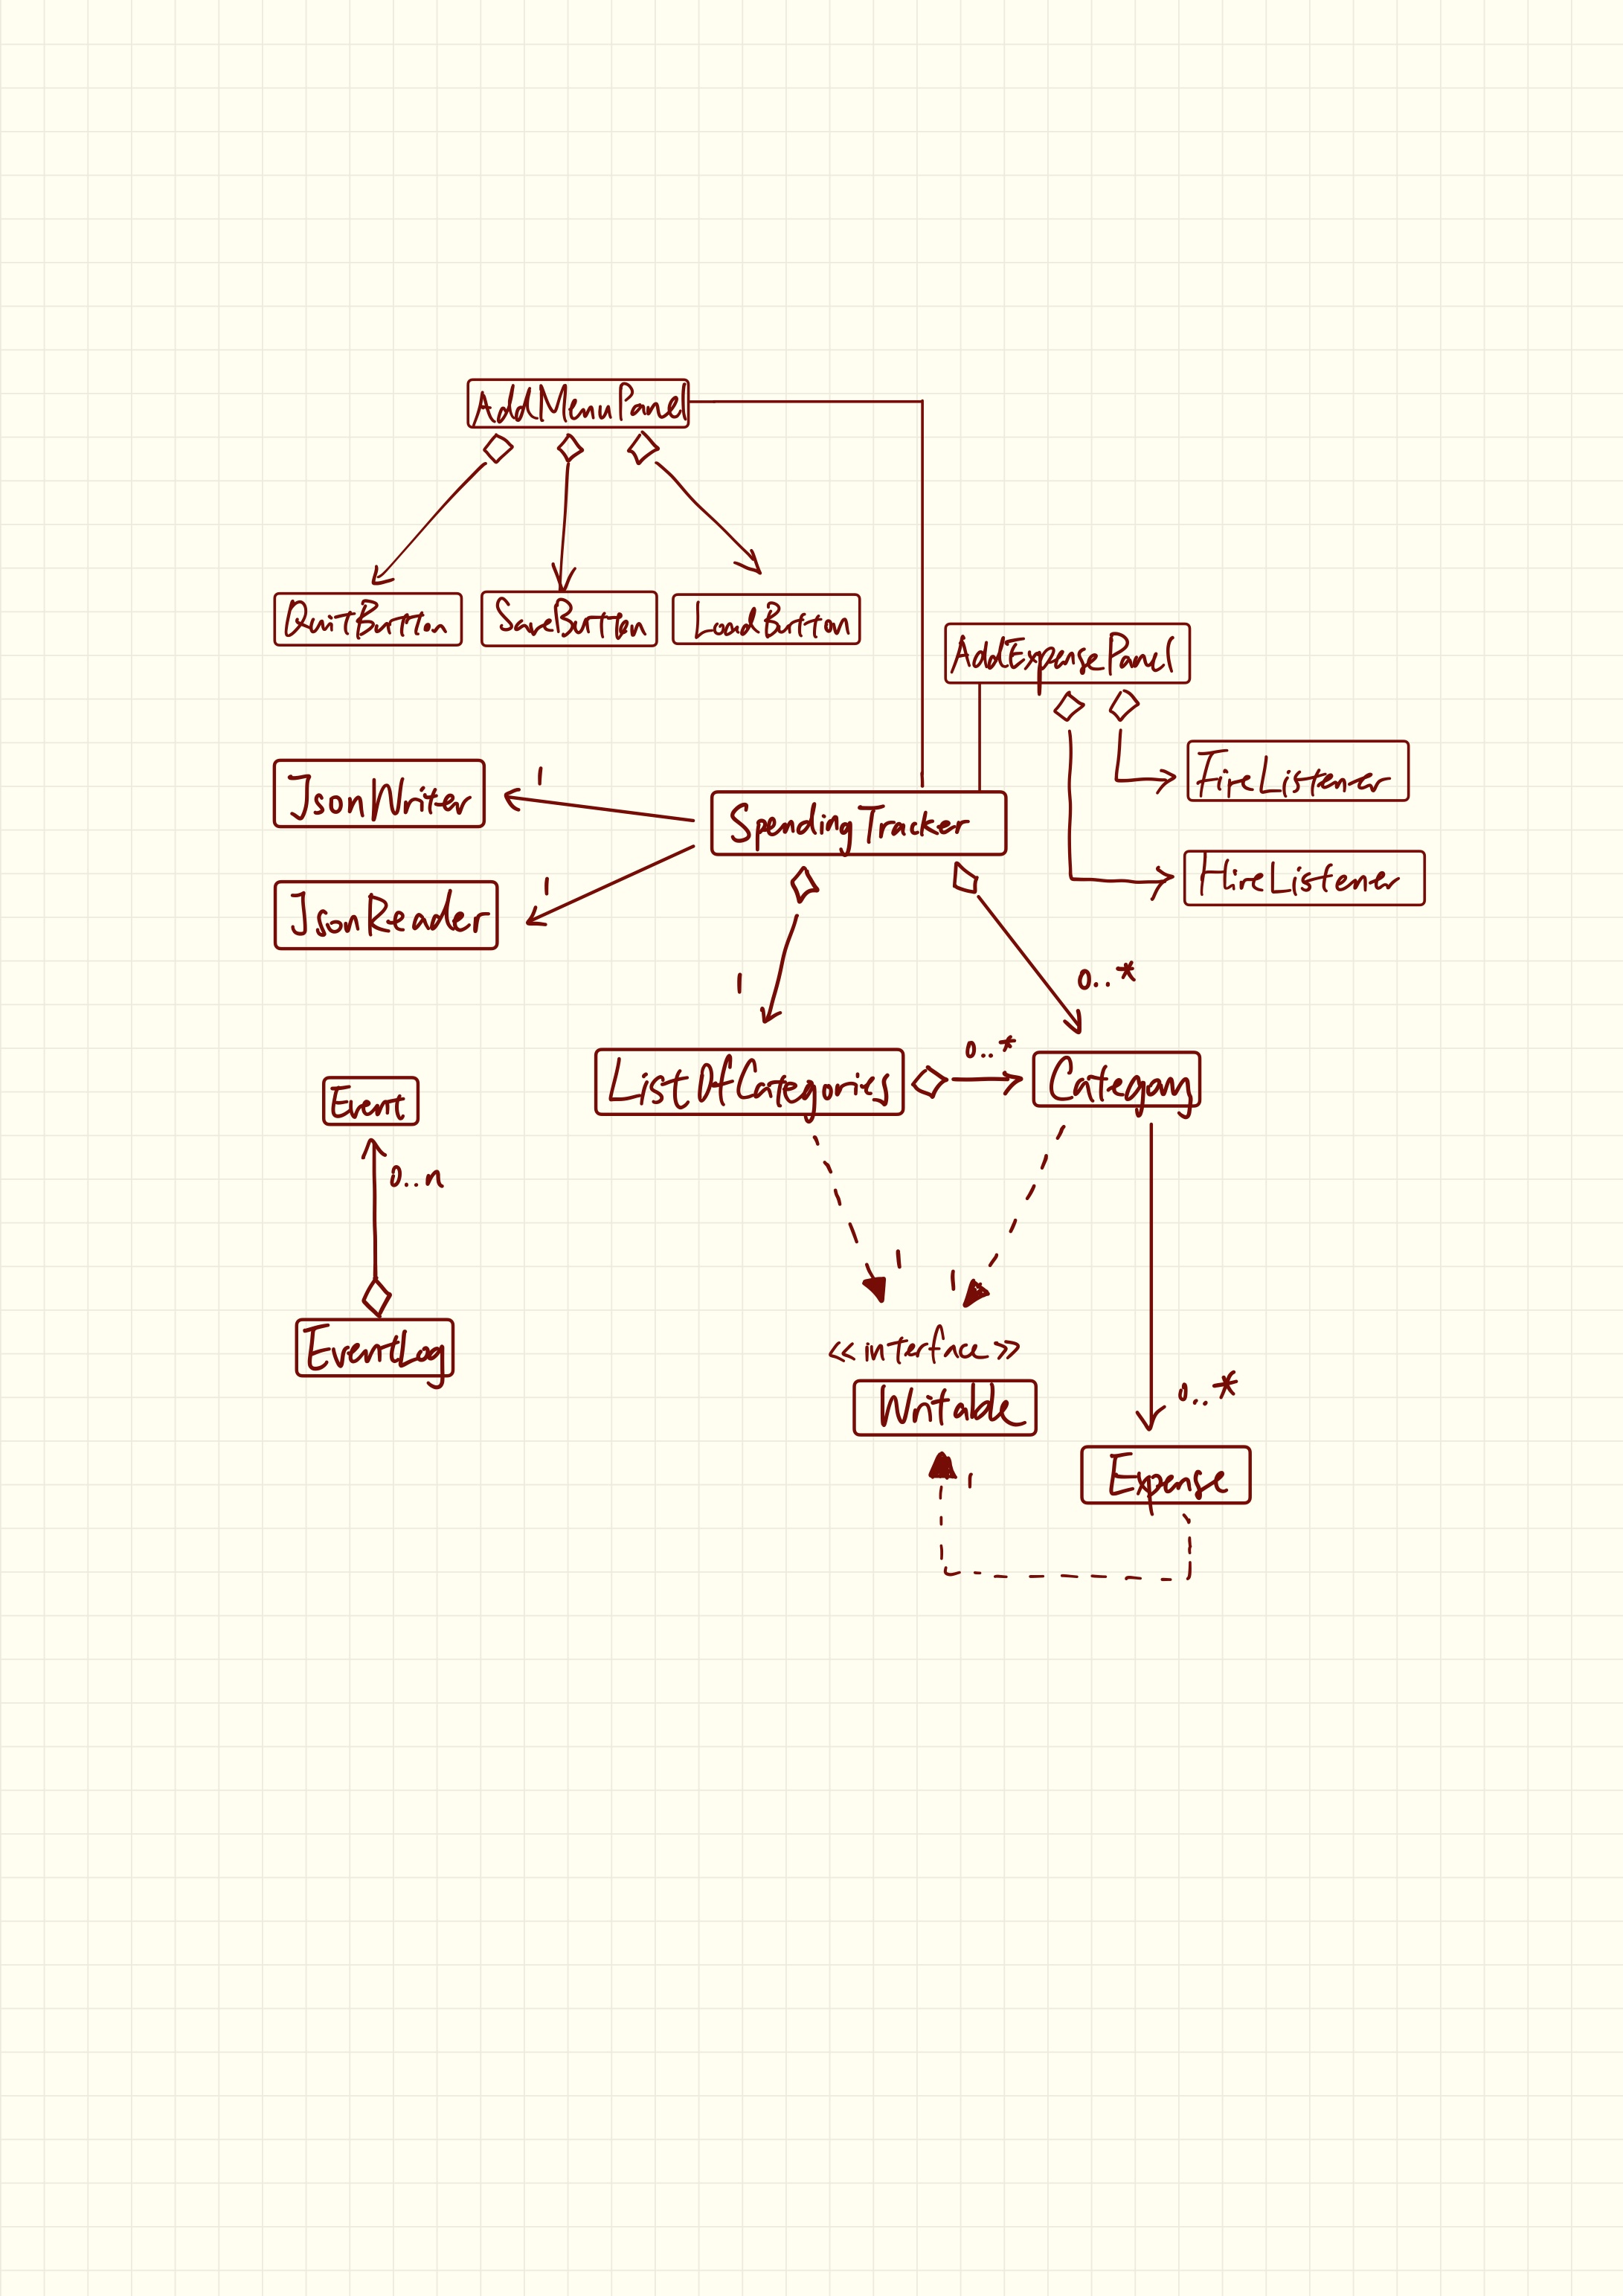 AddMenuPanel
QuitButton
SaveButton
LoadButton
AddExpensePanel
FireListener
HireListener
JsonWriter
1
SpendingTracker
JsonReader
1
1
0..*
ListOfCategories
0..*
Category
Event
0..n
EventLog
1
1
<<interface>>
Writable
0..*
1
Expense